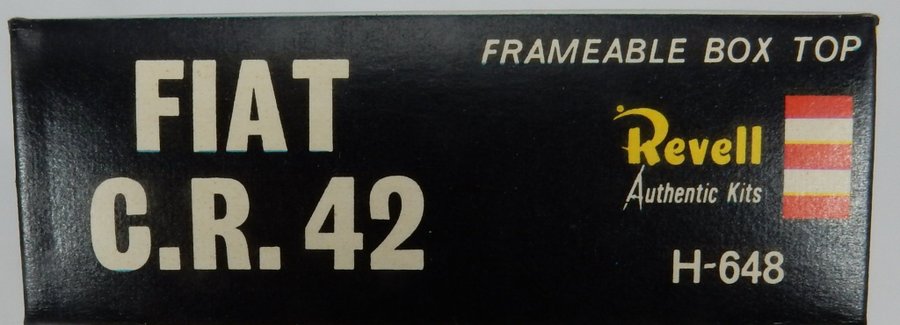 FRAMEABLE BOX TOP
FIAT
C.R. 42
Revell
Authentic Kits
H-648